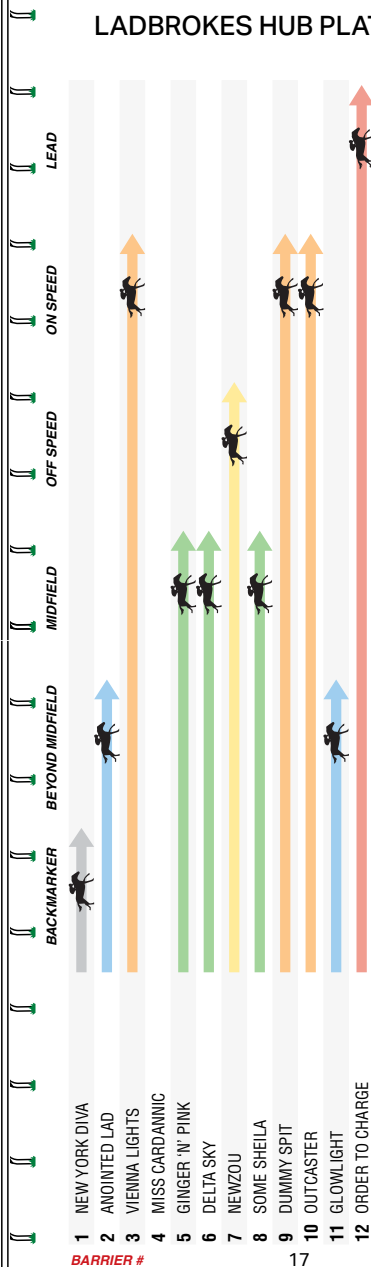 LADBROKES HUB PLAT
LEAD
ON SPEED
OFF SPEED
MIDFIELD
BEYOND MIDFIELD
BACKMARKER
1 NEW YORK DIVA
2 ANOINTED LAD
3 VIENNA LIGHTS
4 MISS CARDANNIC
5 GINGER 'N' PINK
6 DELTA SKY
7 NEWZOU
8 SOME SHEILA
9 DUMMY SPIT
10 OUTCASTER
11 GLOWLIGHT
12 ORDER TO CHARGE
BARRIER #
17